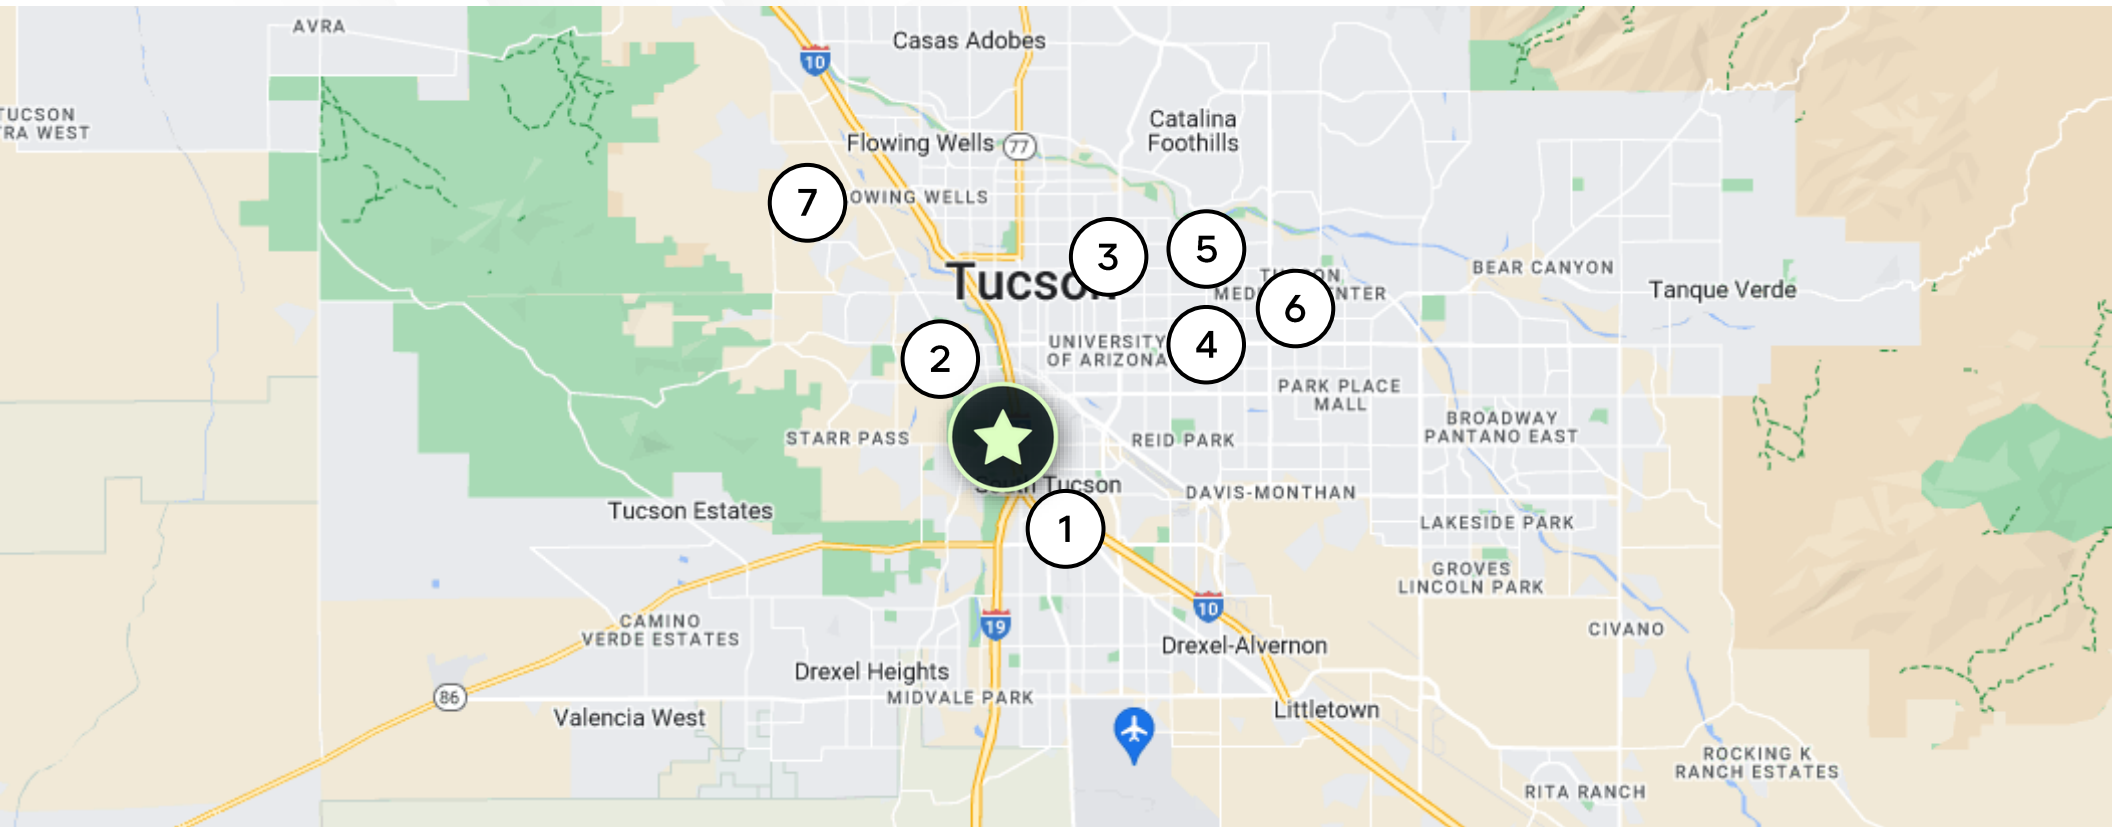 AVRA
10
Casas Adobes
TUCSON
RA WEST
Catalina
Foothills
Flowing Wells
77
7
OWING WELLS
3
5
Tucson
BEAR CANYON
Tanque Verde
6
2
UNIVERSITY
OF ARIZONA
4
PARK PLACE
MALL
BROADWAY
PANTANO EAST
STARR PASS
REID PARK
South Tucson
DAVIS-MONTHAN
Tucson Estates
1
LAKESIDE PARK
GROVES
LINCOLN PARK
10
19
CAMINO
VERDE ESTATES
CIVANO
Drexel-Alvernon
Drexel Heights
MIDVALE PARK
86
Valencia West
Littletown
ROCKING K
RANCH ESTATES
RITA RANCH